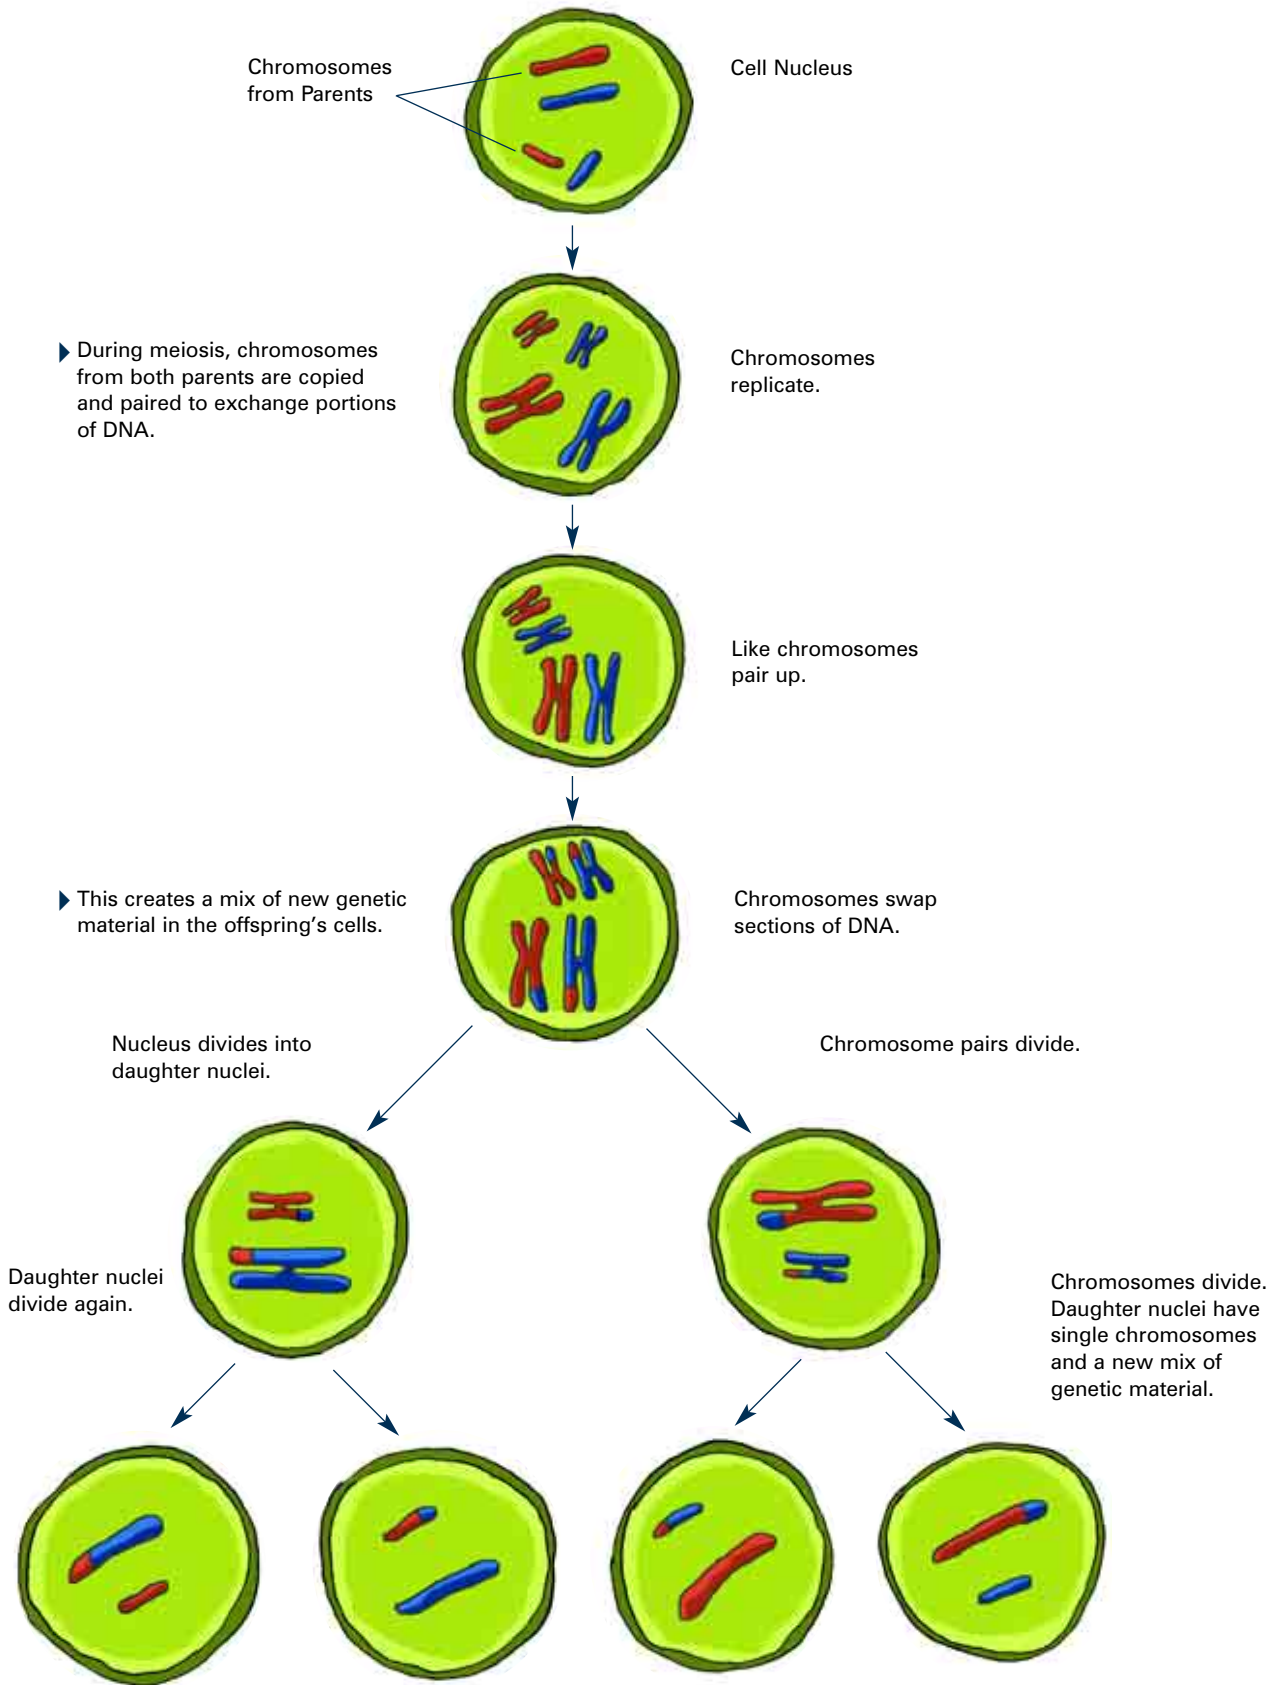 Chromosomes
from Parents
Cell Nucleus
During meiosis, chromosomes
from both parents are copied
and paired to exchange portions
of DNA.
Chromosomes
replicate.
Like chromosomes
pair up.
This creates a mix of new genetic
material in the offspring’s cells.
Chromosomes swap
sections of DNA.
Nucleus divides into
daughter nuclei.
Chromosome pairs divide.
Daughter nuclei
divide again.
Chromosomes divide.
Daughter nuclei have
single chromosomes
and a new mix of
genetic material.